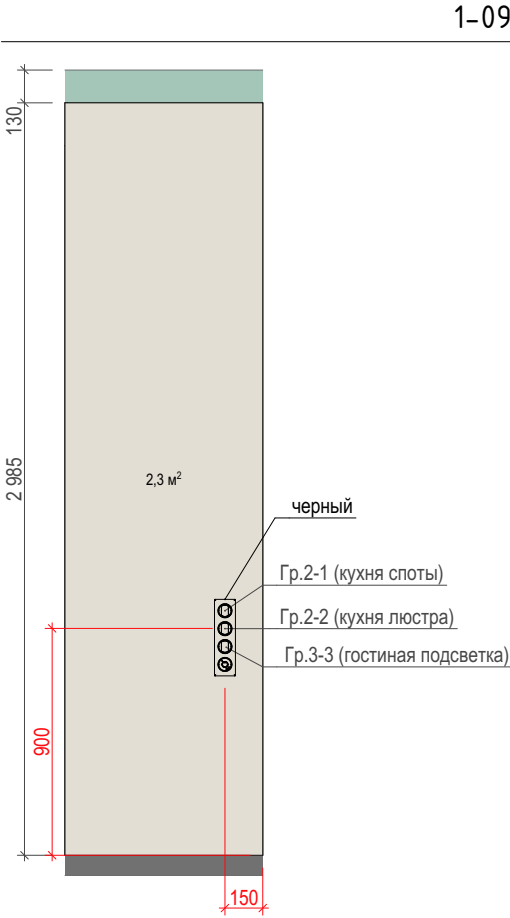 1-09
130
2 985
2,3 м²
черный
Гр.2-1 (кухня споты)
Гр.2-2 (кухня люстра)
Гр.3-3 (гостиная подсветка)
900
150